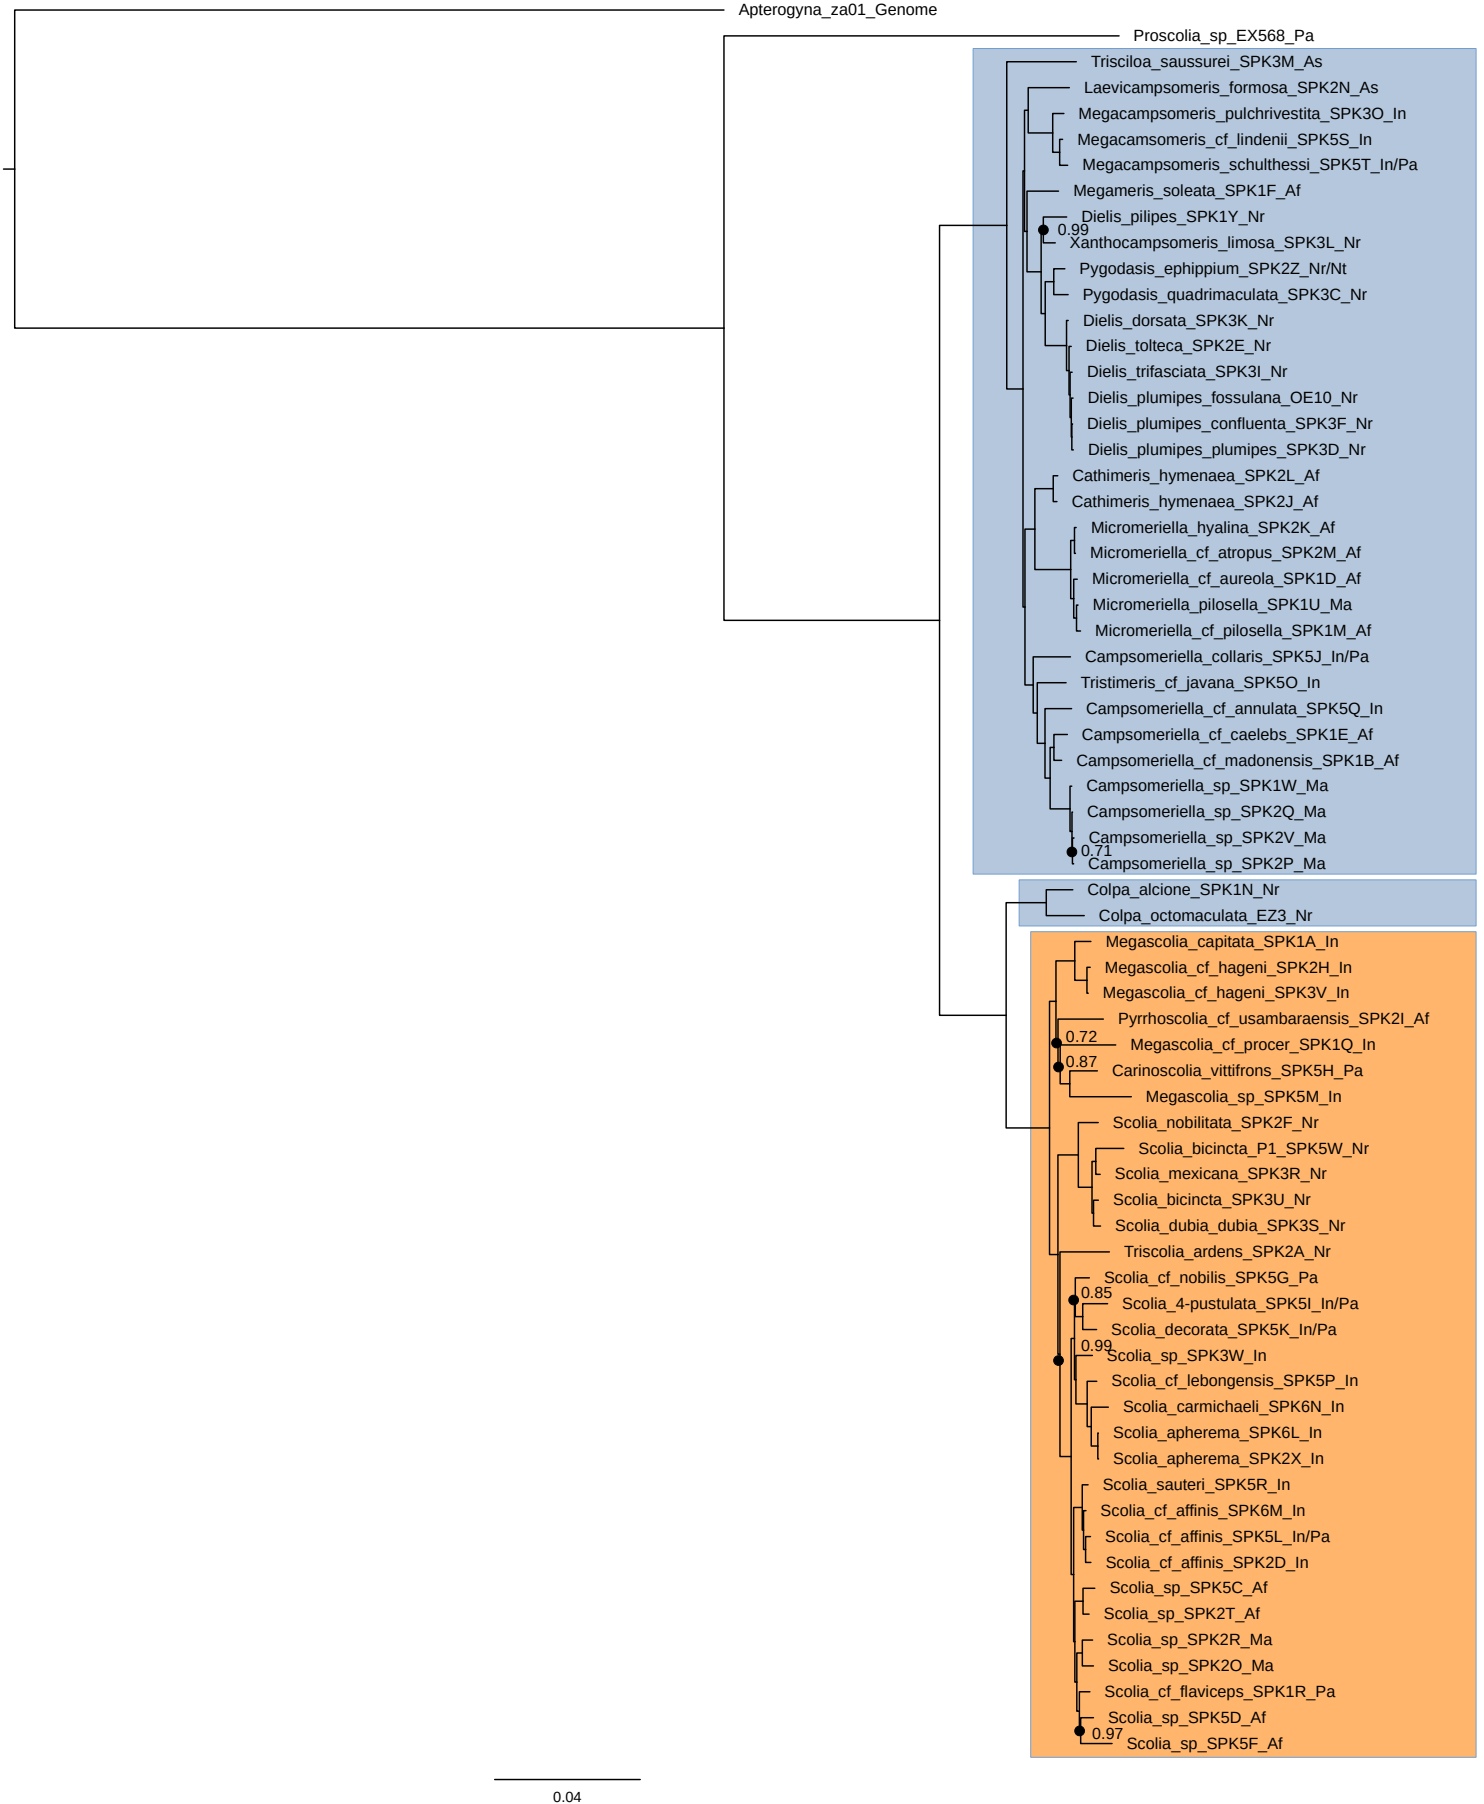 Apterogyna_za01_Genome
Proscolia_sp_EX568_Pa
Trisciloa_saussurei_SPK3M_As
Laevicampsomeris_formosa_SPK2N_As
Megacampsomeris_pulchrivestita_SPK3O_In
Megacamsomeris_cf_lindenii_SPK5S_In
Megacampsomeris_schulthessi_SPK5T_In/Pa
Megameris_soleata_SPK1F_Af
Dielis_pilipes_SPK1Y_Nr
0.99
Xanthocampsomeris_limosa_SPK3L_Nr
Pygodasis_ephippium_SPK2Z_Nr/Nt
Pygodasis_quadrimaculata_SPK3C_Nr
Dielis_dorsata_SPK3K_Nr
Dielis_tolteca_SPK2E_Nr
Dielis_trifasciata_SPK3I_Nr
Dielis_plumipes_fossulana_OE10_Nr
Dielis_plumipes_confluenta_SPK3F_Nr
Dielis_plumipes_plumipes_SPK3D_Nr
Cathimeris_hymenaea_SPK2L_Af
Cathimeris_hymenaea_SPK2J_Af
Micromeriella_hyalina_SPK2K_Af
Micromeriella_cf_atropus_SPK2M_Af
Micromeriella_cf_aureola_SPK1D_Af
Micromeriella_pilosella_SPK1U_Ma
Micromeriella_cf_pilosella_SPK1M_Af
Campsomeriella_collaris_SPK5J_In/Pa
Tristimeris_cf_javana_SPK5O_In
Campsomeriella_cf_annulata_SPK5Q_In
Campsomeriella_cf_caelebs_SPK1E_Af
Campsomeriella_cf_madonensis_SPK1B_Af
Campsomeriella_sp_SPK1W_Ma
Campsomeriella_sp_SPK2Q_Ma
Campsomeriella_sp_SPK2V_Ma
0.71
Campsomeriella_sp_SPK2P_Ma
Colpa_alcione_SPK1N_Nr
Colpa_octomaculata_EZ3_Nr
Megascolia_capitata_SPK1A_In
Megascolia_cf_hageni_SPK2H_In
Megascolia_cf_hageni_SPK3V_In
Pyrrhoscolia_cf_usambaraensis_SPK2I_Af
0.72
Megascolia_cf_procer_SPK1Q_In
0.87
Carinoscolia_vittifrons_SPK5H_Pa
Megascolia_sp_SPK5M_In
Scolia_nobilitata_SPK2F_Nr
Scolia_bicincta_P1_SPK5W_Nr
Scolia_mexicana_SPK3R_Nr
Scolia_bicincta_SPK3U_Nr
Scolia_dubia_dubia_SPK3S_Nr
Triscolia_ardens_SPK2A_Nr
Scolia_cf_nobilis_SPK5G_Pa
0.85
Scolia_4-pustulata_SPK5I_In/Pa
Scolia_decorata_SPK5K_In/Pa
0.99
Scolia_sp_SPK3W_In
Scolia_cf_lebongensis_SPK5P_In
Scolia_carmichaeli_SPK6N_In
Scolia_apherema_SPK6L_In
Scolia_apherema_SPK2X_In
Scolia_sauteri_SPK5R_In
Scolia_cf_affinis_SPK6M_In
Scolia_cf_affinis_SPK5L_In/Pa
Scolia_cf_affinis_SPK2D_In
Scolia_sp_SPK5C_Af
Scolia_sp_SPK2T_Af
Scolia_sp_SPK2R_Ma
Scolia_sp_SPK2O_Ma
Scolia_cf_flaviceps_SPK1R_Pa
Scolia_sp_SPK5D_Af
0.97
Scolia_sp_SPK5F_Af
0.04